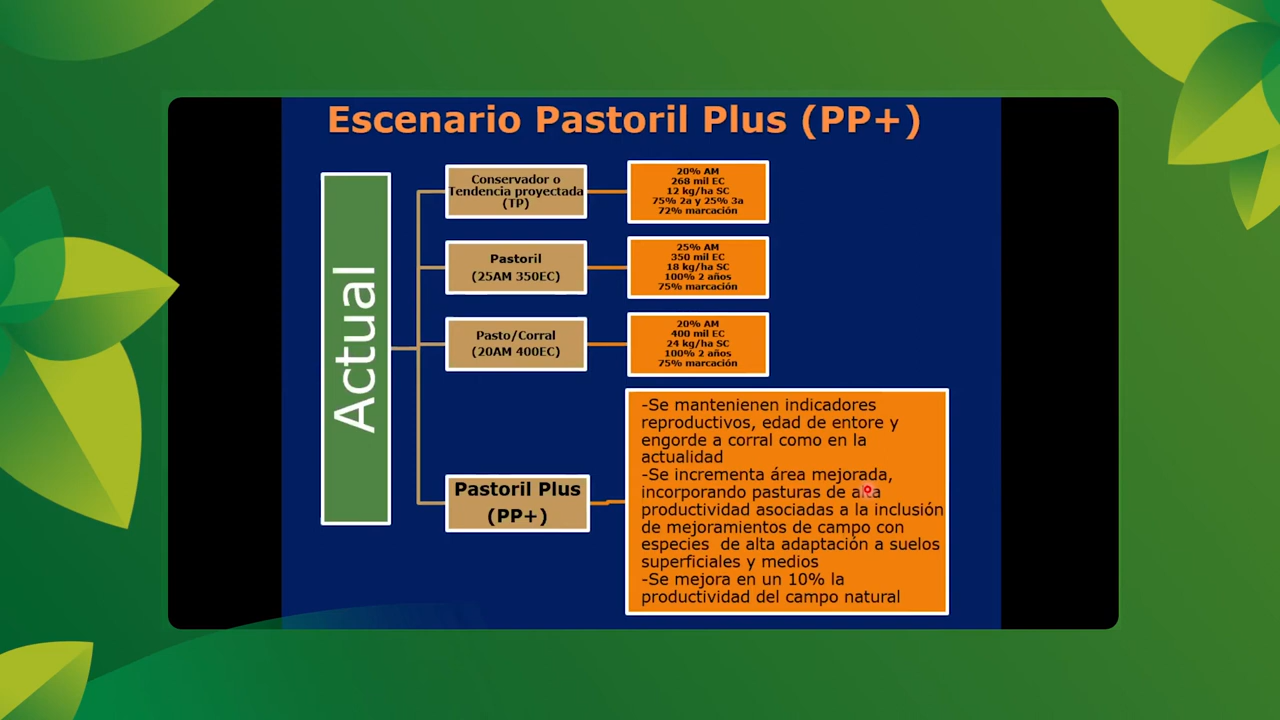 Escenario Pastoril Plus (PP+)
Actual
Conservador o
Tendencia proyectada
(TP)
20% AM
268 mil EC
12 kg/ha SC
75% 2a y 25% 3a
72% marcación
Pastoril
(25AM 350EC)
25% AM
350 mil EC
18 kg/ha SC
100% 2 años
75% marcación
Pasto/Corral
(20AM 400EC)
20% AM
400 mil EC
24 kg/ha SC
100% 2 años
75% marcación
Pastoril Plus
(PP+)
-Se mantenienen indicadores
reproductivos, edad de entore y
engorde a corral como en la
actualidad
-Se incrementa área mejorada,
incorporando pasturas de alta
productividad asociadas a la inclusión
de mejoramientos de campo con
especies  de alta adaptación a suelos
superficiales y medios
-Se mejora en un 10% la
productividad del campo natural